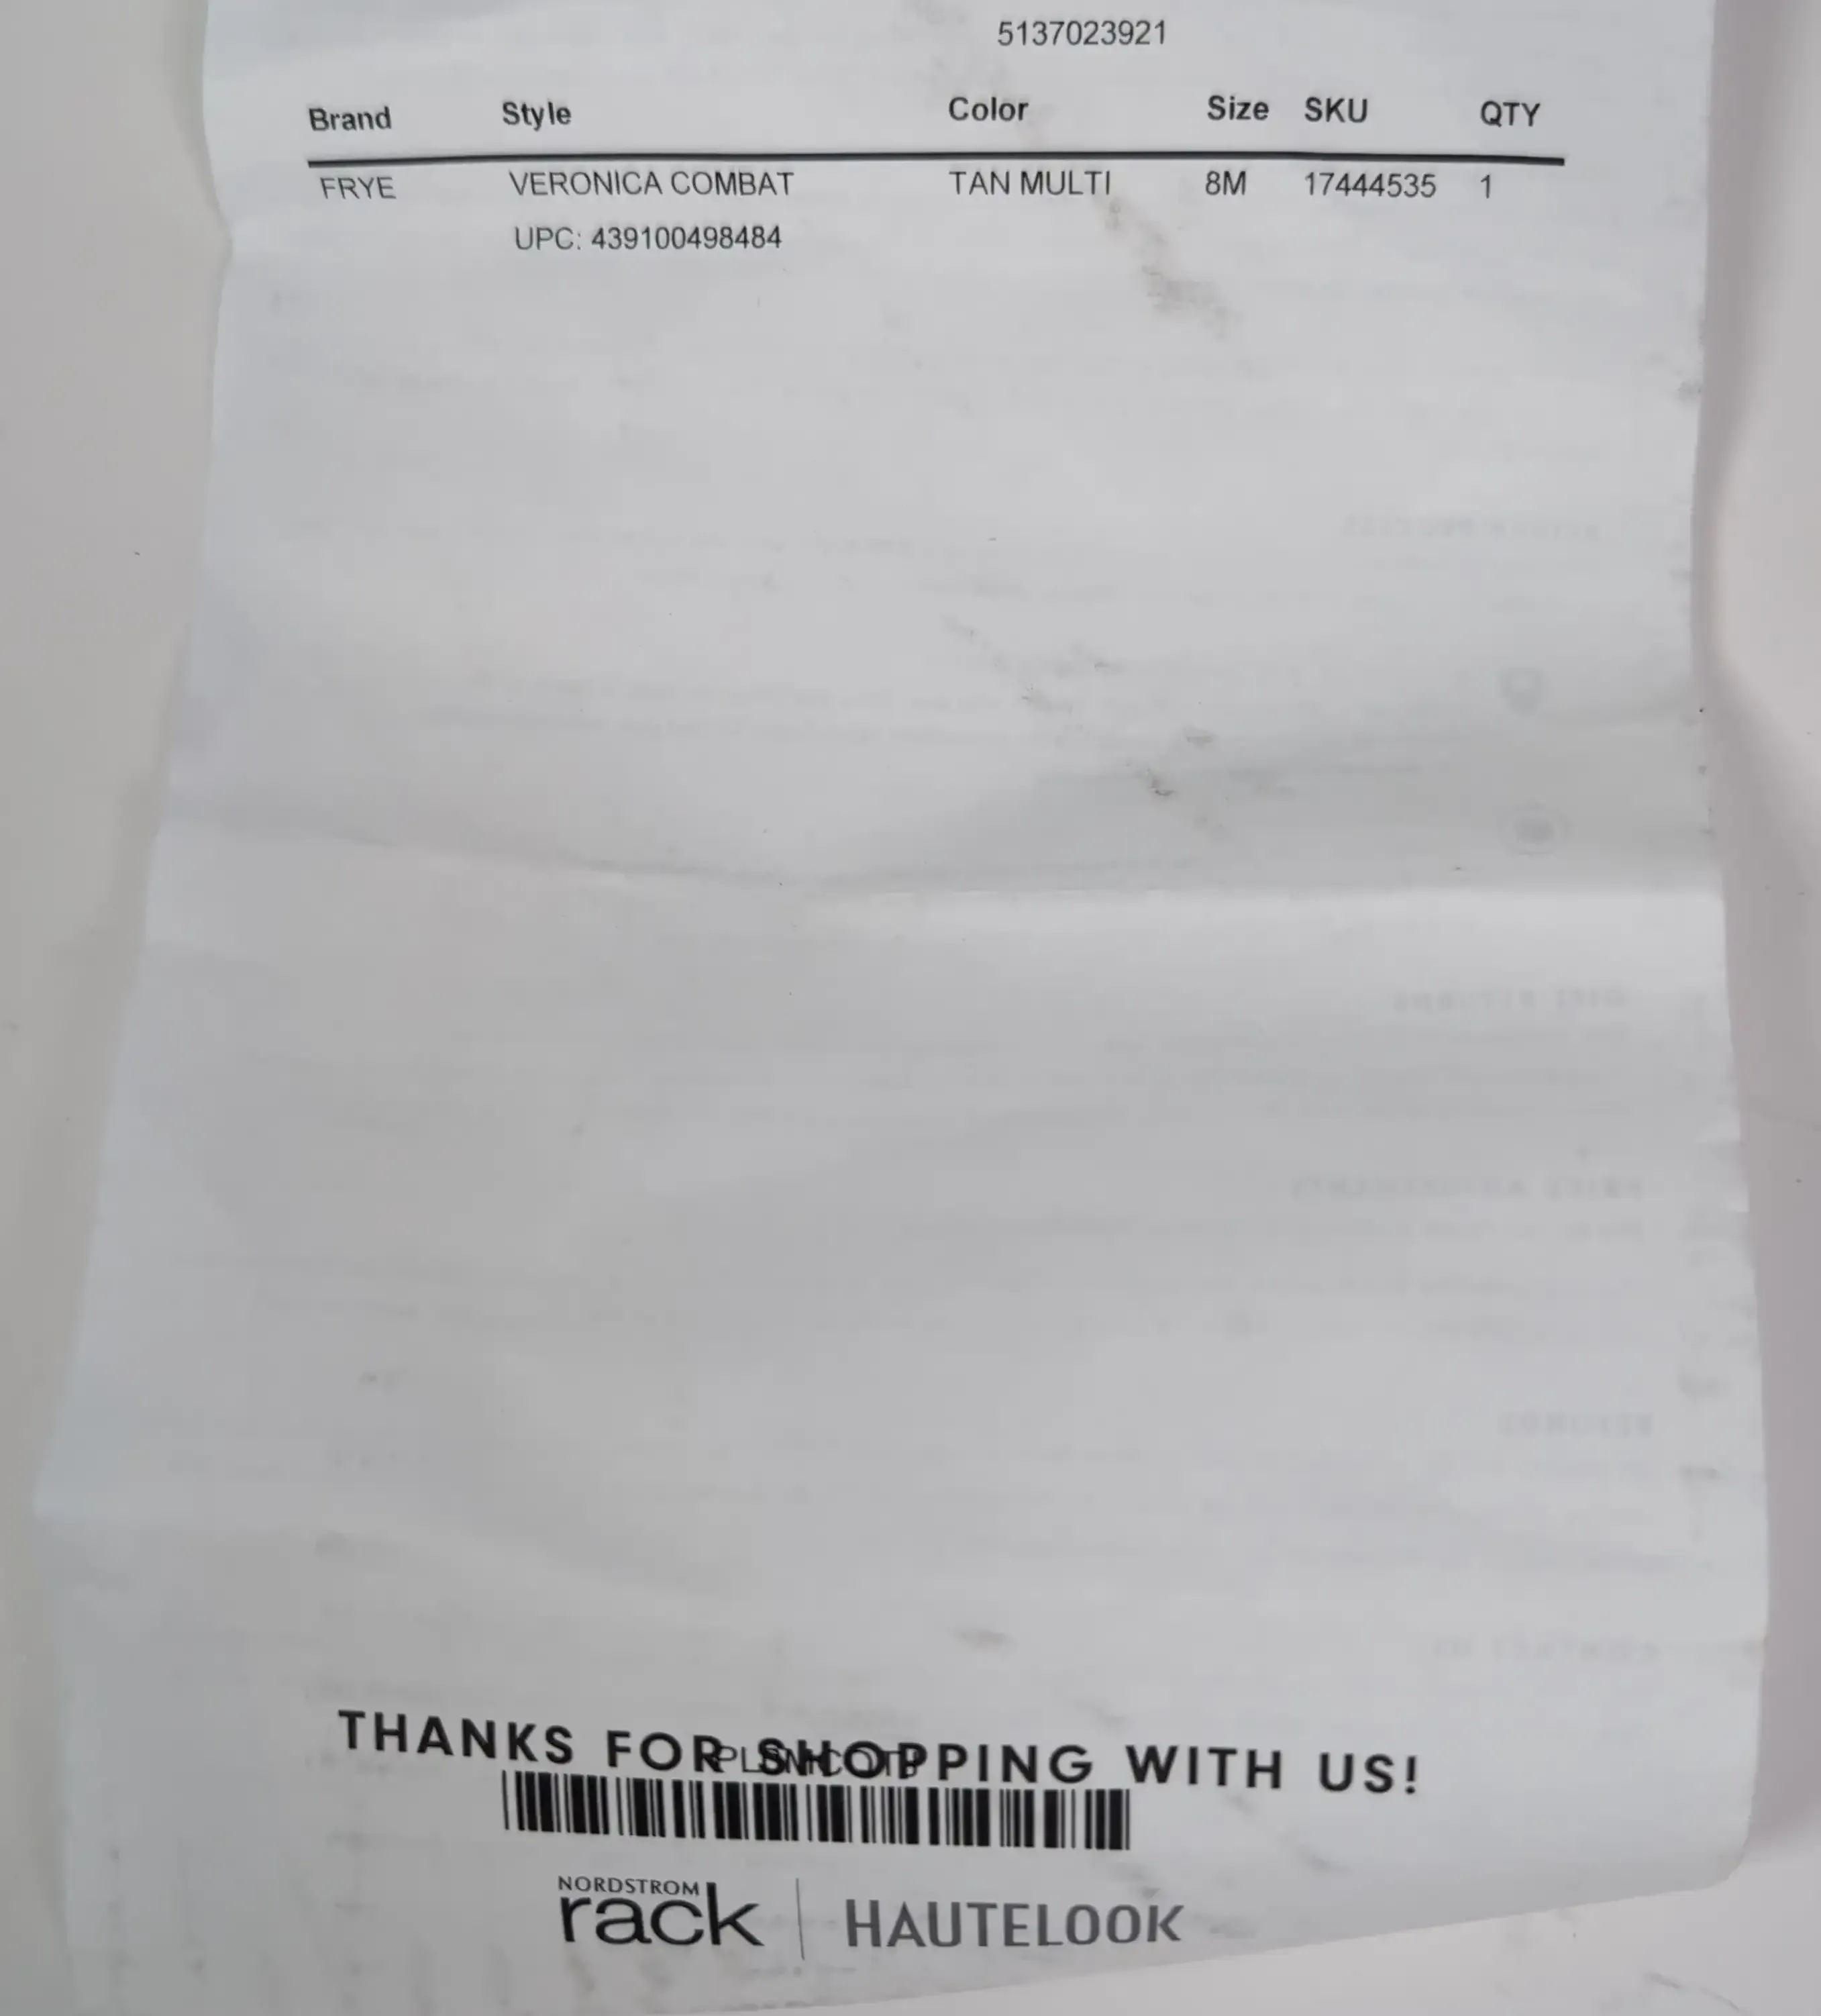 5137023921
Brand Style Color Size SKU QTY
FRYE VERONICA COMBAT TAN MULTI 8M 17444535 1
UPC: 439100498484
THANKS FOR SHOPPING WITH US!
NORDSTROM
rack | HAUTELOOK